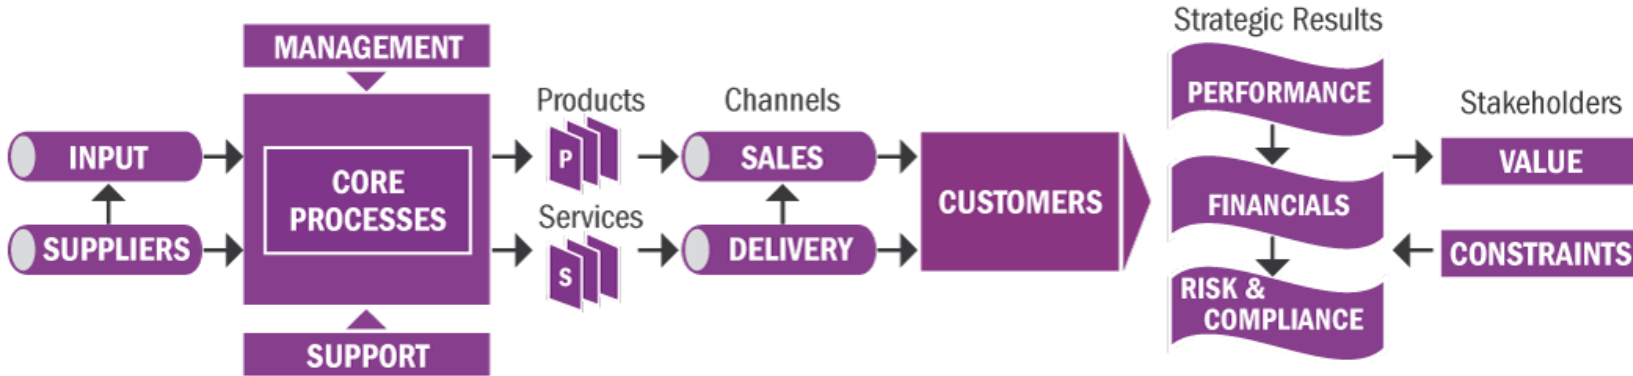 MANAGEMENT
INPUT
SUPPLIERS
CORE
PROCESSES
SUPPORT
Products
P
Services
S
Channels
SALES
DELIVERY
CUSTOMERS
Strategic Results
PERFORMANCE
FINANCIALS
RISK &
COMPLIANCE
Stakeholders
VALUE
CONSTRAINTS